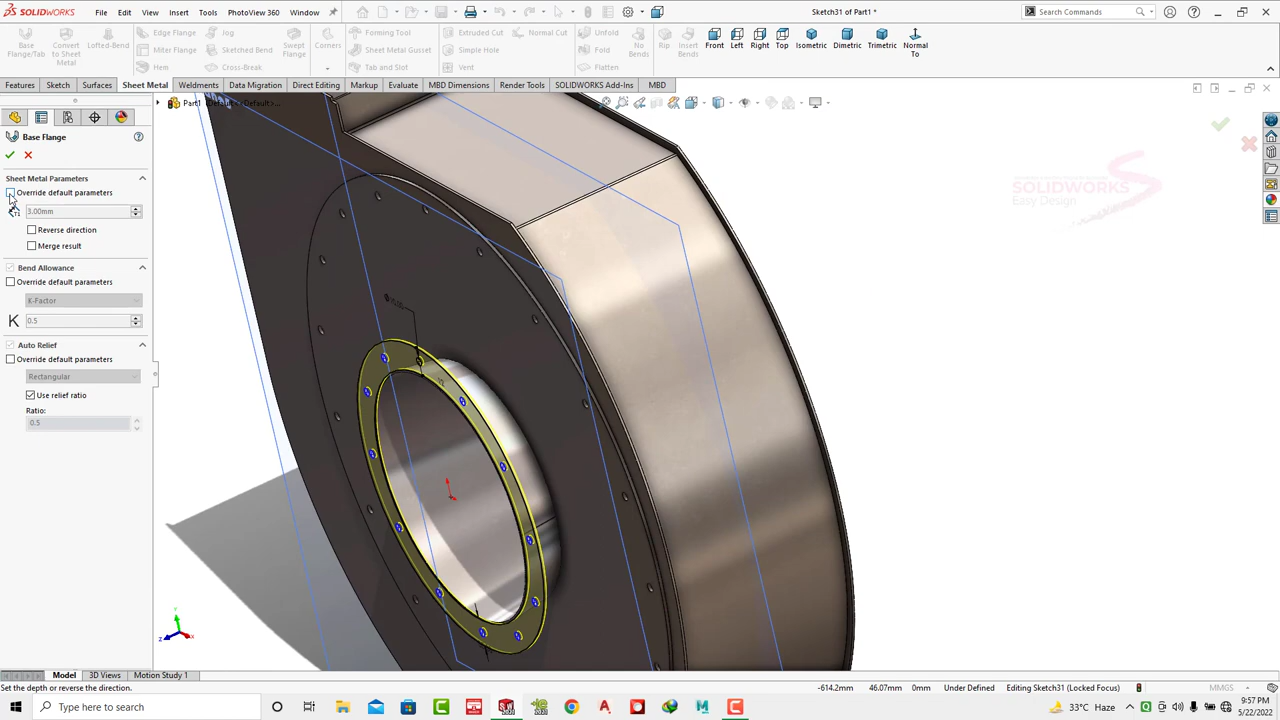 SOLIDWORKS
File Edit View Insert Tools PhotoView 360 Window
Sketch31 of Part1 *
Search Commands
Base Flange/Tab
Convert to Sheet Metal
Lofted-Bend
Edge Flange
Miter Flange
Hem
Jog
Sketched Bend
Cross-Break
Swept Flange
Corners
Forming Tool
Sheet Metal Gusset
Tab and Slot
Extruded Cut
Simple Hole
Vent
Normal Cut
Unfold
Fold
Flatten
No Bends
Rip
Insert Bends
Front
Left
Right
Top
Isometric
Dimetric
Trimetric
Normal To
Features Sketch Surfaces Sheet Metal Weldments Data Migration Direct Editing Markup Evaluate MBD Dimensions Render Tools SOLIDWORKS Add-Ins MBD
Part1 (Default<<Default>...
Base Flange
Sheet Metal Parameters
Override default parameters
3.00mm
Reverse direction
Merge result
Bend Allowance
Override default parameters
K-Factor
K 0.5
Auto Relief
Override default parameters
Rectangular
Use relief ratio
Ratio:
0.5
SOLIDWORKS
Easy Design
Y
Z
X
Model 3D Views Motion Study 1
Set the depth or reverse the direction.
-614.2mm 46.07mm 0mm Under Defined Editing Sketch31 (Locked Focus) MMGS
Type here to search
33°C Haze
9:57 PM
5/22/2022